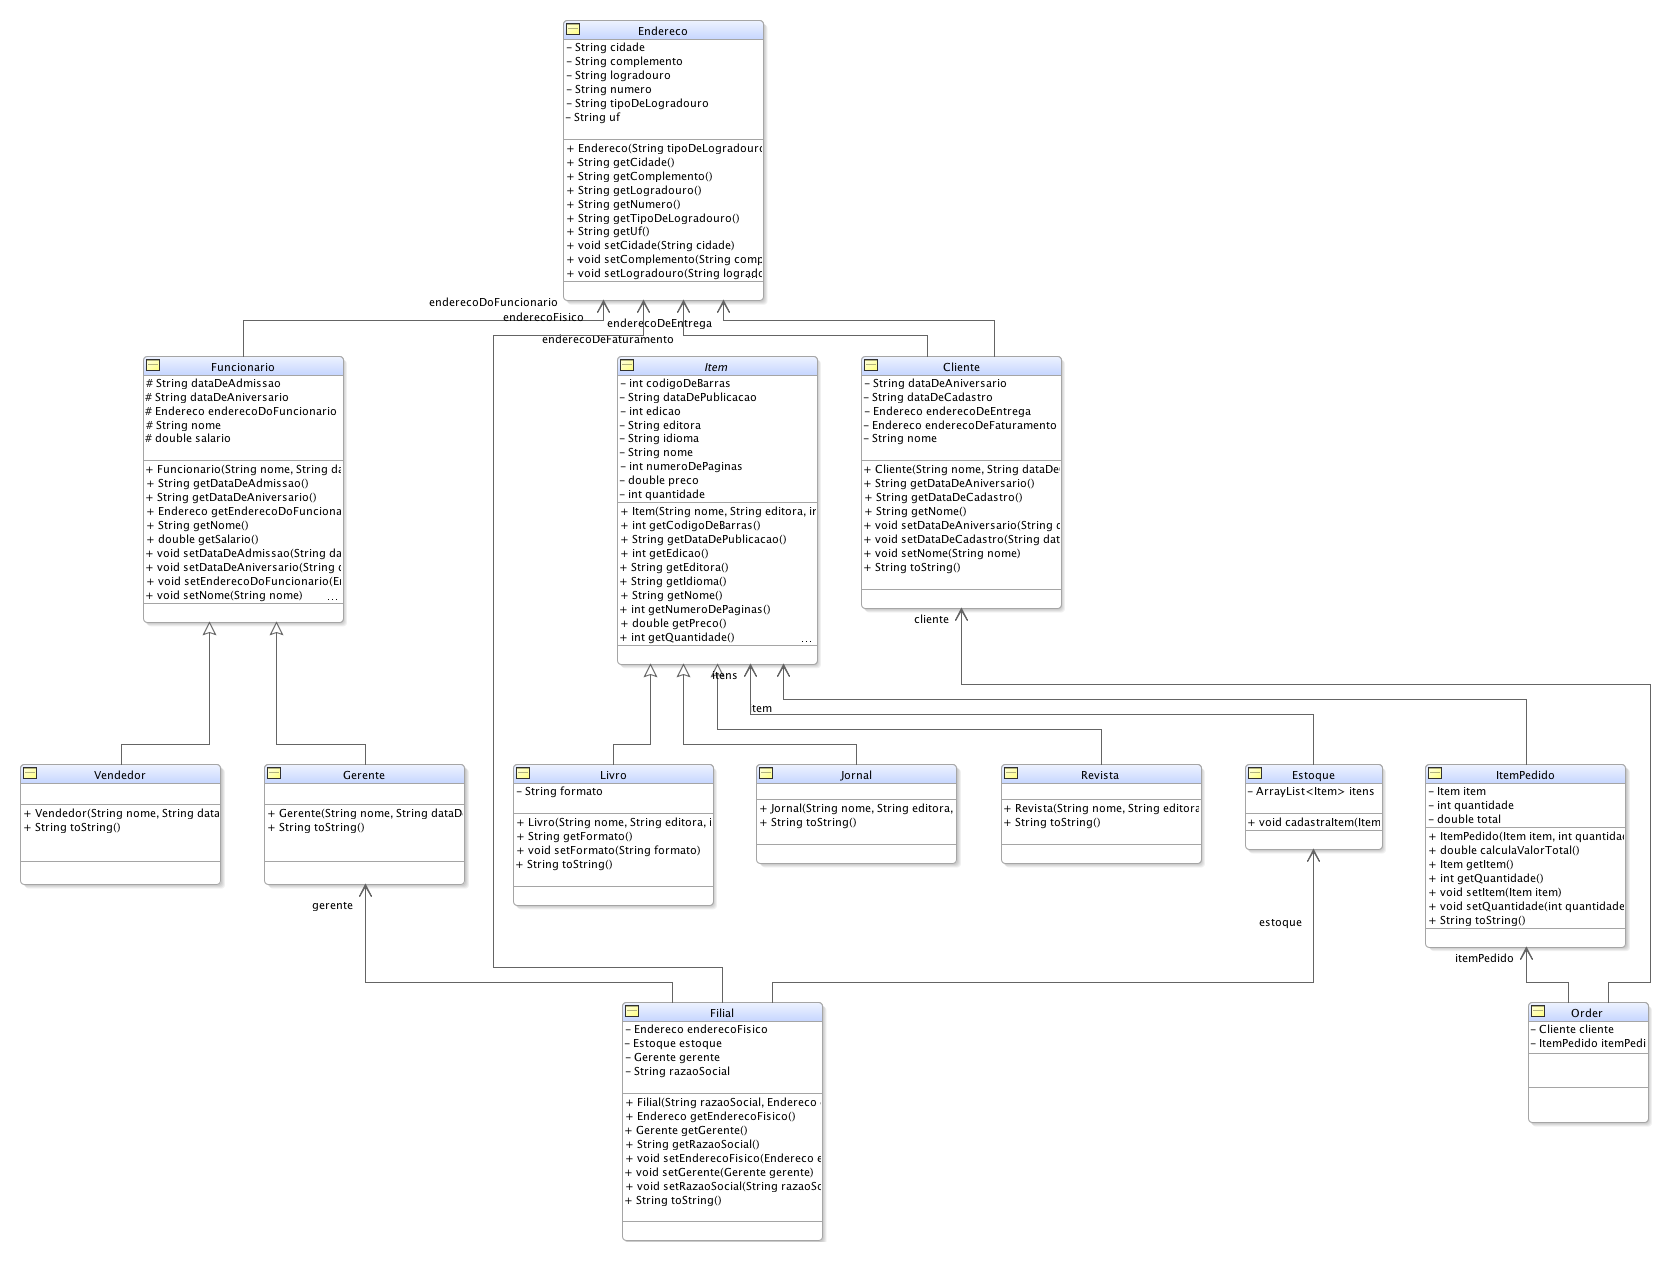 Endereco
- String cidade
- String complemento
- String logradouro
- String numero
- String tipoDeLogradouro
- String uf
+ Endereco(String tipoDeLogradouro
+ String getCidade()
+ String getComplemento()
+ String getLogradouro()
+ String getNumero()
+ String getTipoDeLogradouro()
+ String getUf()
+ void setCidade(String cidade)
+ void setComplemento(String comp
+ void setLogradouro(String logrado
enderecoDoFuncionario
enderecoFisico
enderecoDeEntrega
enderecoDeFaturamento
Funcionario
# String dataDeAdmissao
# String dataDeAniversario
# Endereco enderecoDoFuncionario
# String nome
# double salario
+ Funcionario(String nome, String da
+ String getDataDeAdmissao()
+ String getDataDeAniversario()
+ Endereco getEnderecoDoFunciona
+ String getNome()
+ double getSalario()
+ void setDataDeAdmissao(String da
+ void setDataDeAniversario(String d
+ void setEnderecoDoFuncionario(En
+ void setNome(String nome) ...
Item
- int codigoDeBarras
- String dataDePublicacao
- int edicao
- String editora
- String idioma
- String nome
- int numeroDePaginas
- double preco
- int quantidade
+ Item(String nome, String editora, in
+ int getCodigoDeBarras()
+ String getDataDePublicacao()
+ int getEdicao()
+ String getEditora()
+ String getIdioma()
+ String getNome()
+ int getNumeroDePaginas()
+ double getPreco()
+ int getQuantidade() ...
Cliente
- String dataDeAniversario
- String dataDeCadastro
- Endereco enderecoDeEntrega
- Endereco enderecoDeFaturamento
- String nome
+ Cliente(String nome, String dataDe
+ String getDataDeAniversario()
+ String getDataDeCadastro()
+ String getNome()
+ void setDataDeAniversario(String d
+ void setDataDeCadastro(String dat
+ void setNome(String nome)
+ String toString()
cliente
itens
item
Vendedor
+ Vendedor(String nome, String data
+ String toString()
Gerente
+ Gerente(String nome, String dataD
+ String toString()
Livro
- String formato
+ Livro(String nome, String editora, i
+ String getFormato()
+ void setFormato(String formato)
+ String toString()
Jornal
+ Jornal(String nome, String editora,
+ String toString()
Revista
+ Revista(String nome, String editora
+ String toString()
Estoque
- ArrayList<Item> itens
+ void cadastraItem(Item
ItemPedido
- Item item
- int quantidade
- double total
+ ItemPedido(Item item, int quantidad
+ double calculaValorTotal()
+ Item getItem()
+ int getQuantidade()
+ void setItem(Item item)
+ void setQuantidade(int quantidade
+ String toString()
gerente
estoque
itemPedido
Filial
- Endereco enderecoFisico
- Estoque estoque
- Gerente gerente
- String razaoSocial
+ Filial(String razaoSocial, Endereco
+ Endereco getEnderecoFisico()
+ Gerente getGerente()
+ String getRazaoSocial()
+ void setEnderecoFisico(Endereco e
+ void setGerente(Gerente gerente)
+ void setRazaoSocial(String razaoSo
+ String toString()
Order
- Cliente cliente
- ItemPedido itemPedi